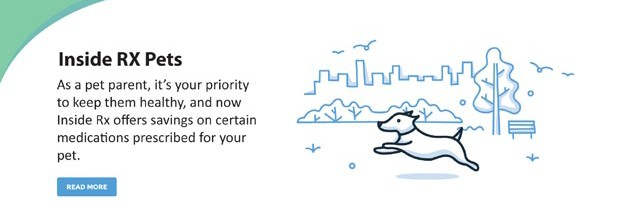 Inside RX Pets
As a pet parent, it's your priority
to keep them healthy, and now
Inside Rx offers savings on certain
medications prescribed for your
pet.
READ MORE